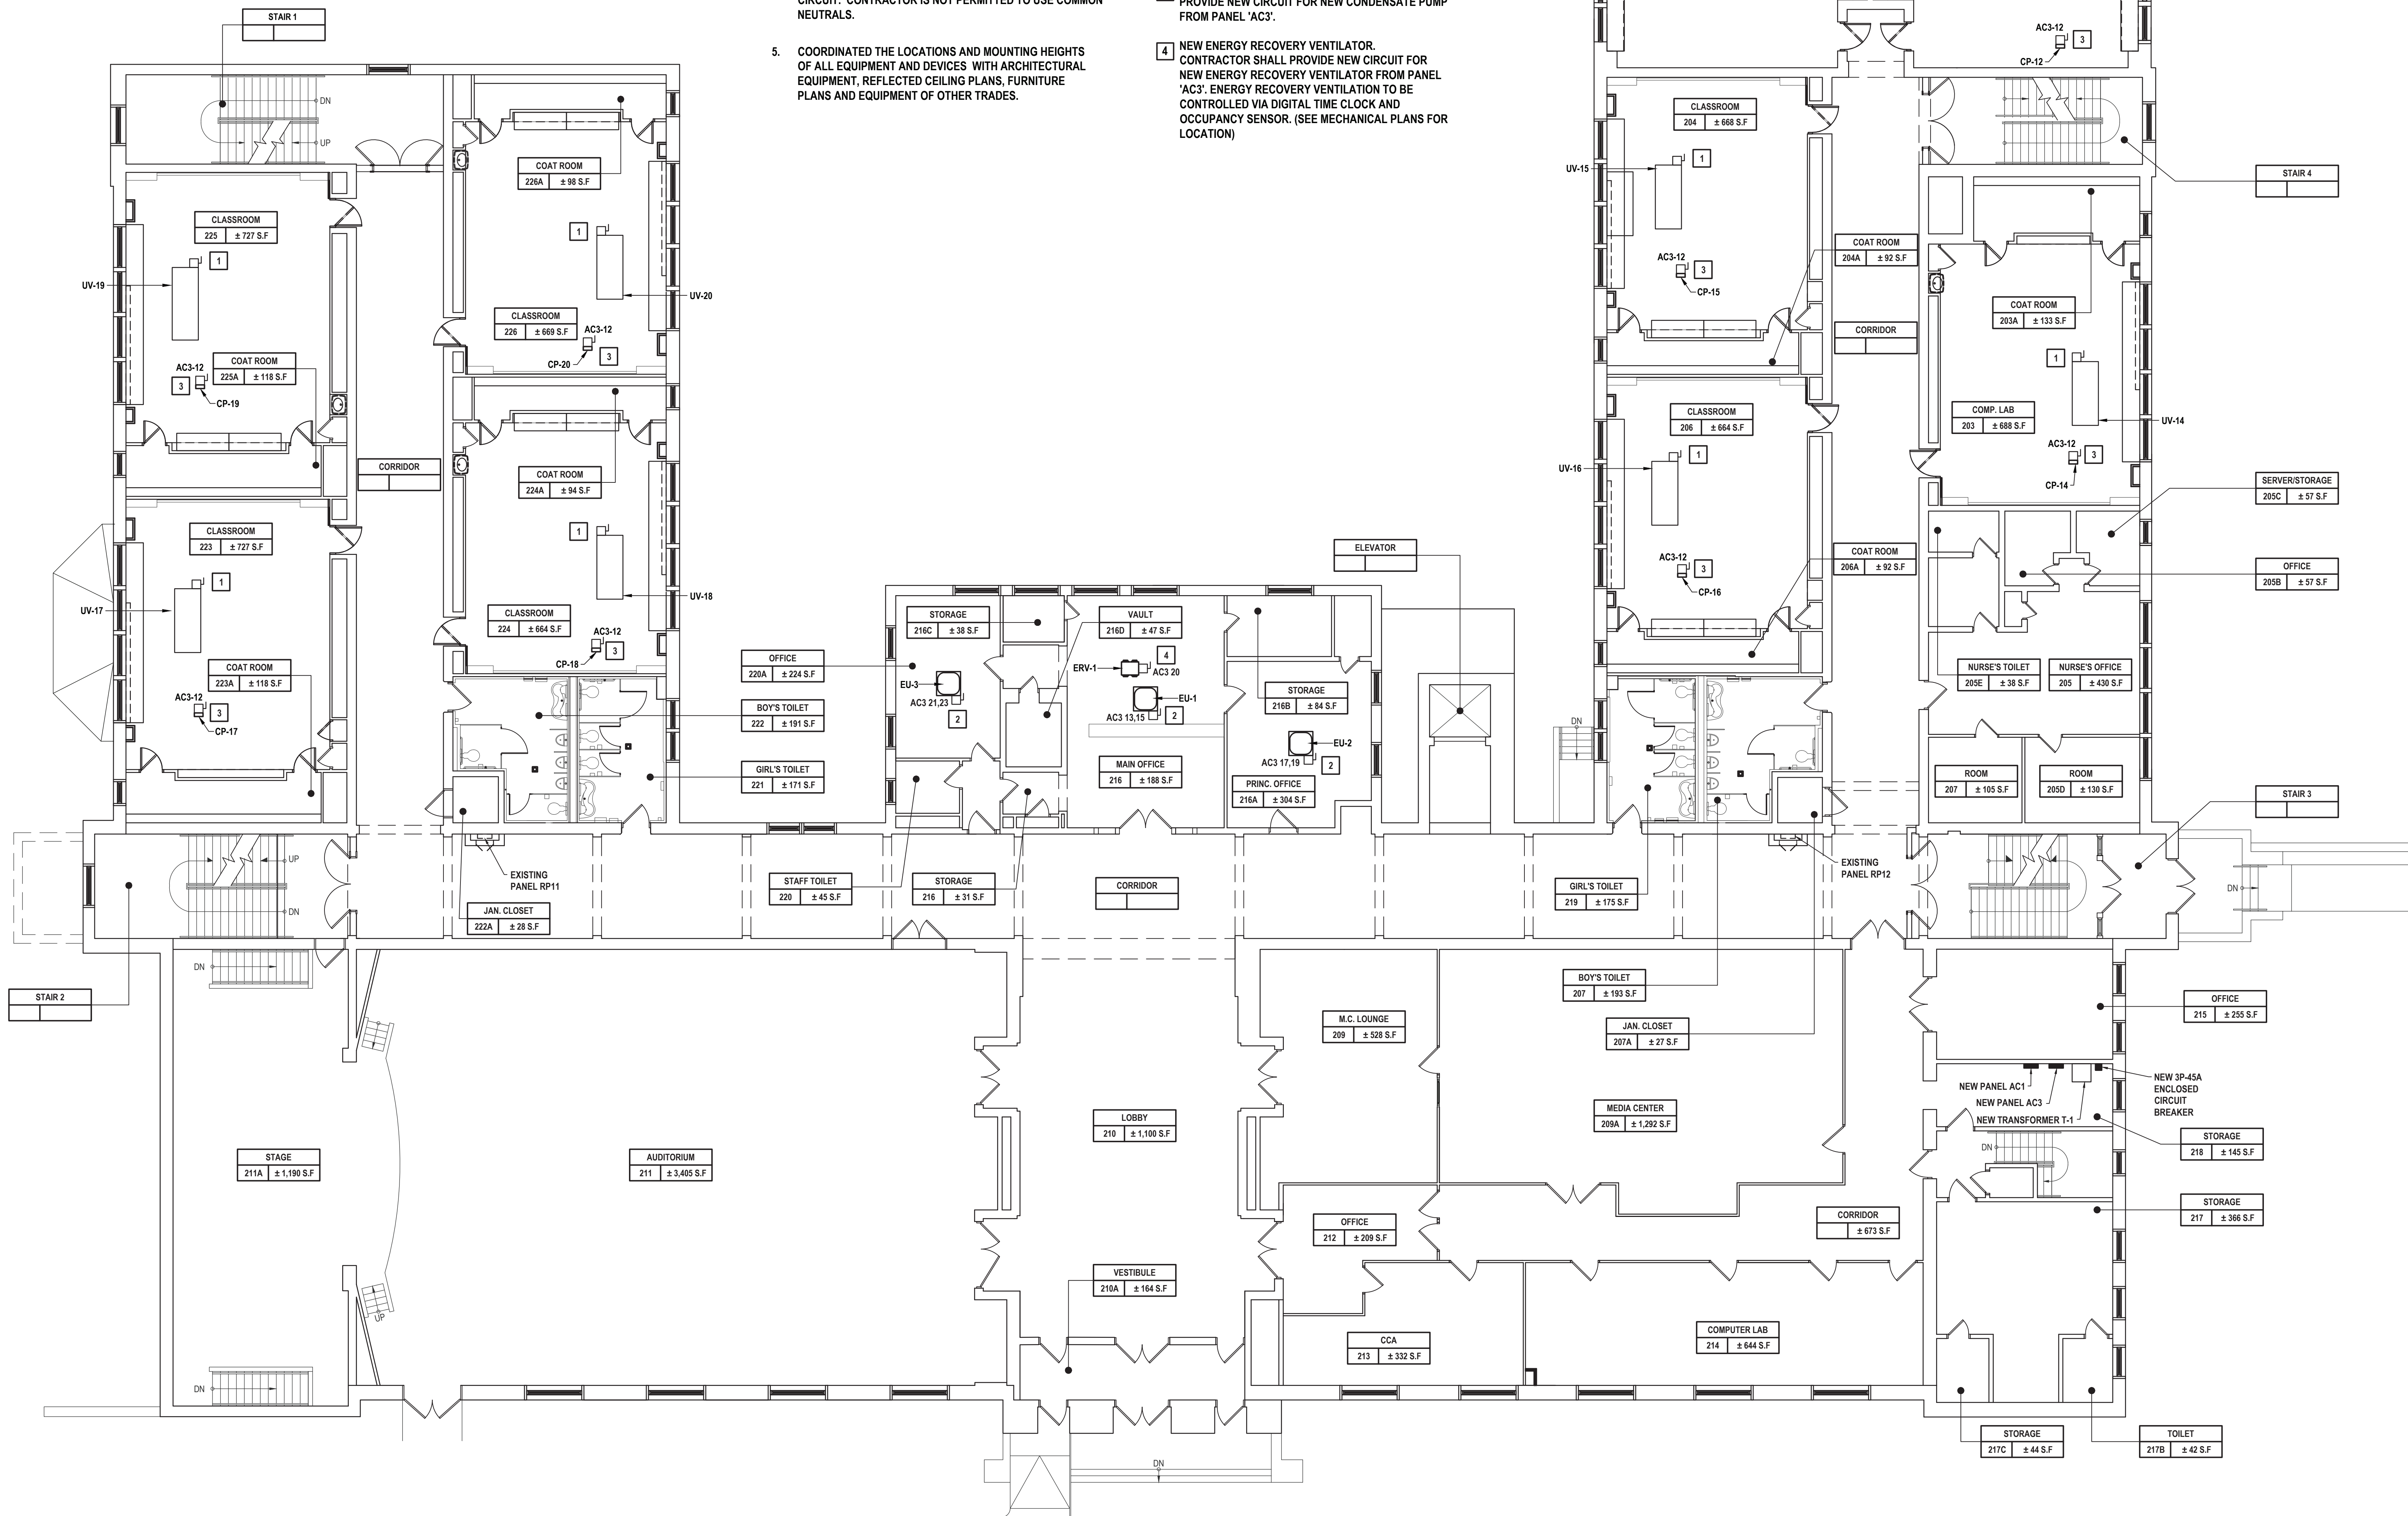 CIRCUIT. CONTRACTOR IS NOT PERMITTED TO USE COMMON
NEUTRALS.
5. COORDINATED THE LOCATIONS AND MOUNTING HEIGHTS
OF ALL EQUIPMENT AND DEVICES WITH ARCHITECTURAL
EQUIPMENT, REFLECTED CEILING PLANS, FURNITURE
PLANS AND EQUIPMENT OF OTHER TRADES.
PROVIDE NEW CIRCUIT FOR NEW CONDENSATE PUMP
FROM PANEL 'AC3'.
4 NEW ENERGY RECOVERY VENTILATOR.
CONTRACTOR SHALL PROVIDE NEW CIRCUIT FOR
NEW ENERGY RECOVERY VENTILATOR FROM PANEL
'AC3'. ENERGY RECOVERY VENTILATION TO BE
CONTROLLED VIA DIGITAL TIME CLOCK AND
OCCUPANCY SENSOR. (SEE MECHANICAL PLANS FOR
LOCATION)
STAIR 1
DN
UP
COAT ROOM
226A ± 98 S.F
CLASSROOM
225 ± 727 S.F
1
UV-19
1
UV-20
CLASSROOM
226 ± 669 S.F
AC3-12
3
CP-20
COAT ROOM
225A ± 118 S.F
AC3-12
3
CP-19
CORRIDOR
COAT ROOM
224A ± 94 S.F
CLASSROOM
223 ± 727 S.F
1
UV-17
1
UV-18
CLASSROOM
224 ± 664 S.F
AC3-12
3
CP-18
COAT ROOM
223A ± 118 S.F
AC3-12
3
CP-17
OFFICE
220A ± 224 S.F
BOY'S TOILET
222 ± 191 S.F
GIRL'S TOILET
221 ± 171 S.F
STORAGE
216C ± 38 S.F
VAULT
216D ± 47 S.F
ERV-1
4
AC3 20
EU-3
AC3 21,23
2
EU-1
AC3 13,15
2
STORAGE
216B ± 84 S.F
EU-2
AC3 17,19
2
MAIN OFFICE
216 ± 188 S.F
PRINC. OFFICE
216A ± 304 S.F
ELEVATOR
DN
AC3-12
3
CP-12
CLASSROOM
204 ± 668 S.F
1
UV-15
AC3-12
3
CP-15
STAIR 4
COAT ROOM
204A ± 92 S.F
CORRIDOR
COAT ROOM
203A ± 133 S.F
1
COMP. LAB
203 ± 688 S.F
UV-14
AC3-12
3
CP-14
CLASSROOM
206 ± 664 S.F
1
UV-16
AC3-12
3
CP-16
COAT ROOM
206A ± 92 S.F
SERVER/STORAGE
205C ± 57 S.F
OFFICE
205B ± 57 S.F
NURSE'S TOILET
205E ± 38 S.F
NURSE'S OFFICE
205 ± 430 S.F
ROOM
207 ± 105 S.F
ROOM
205D ± 130 S.F
STAIR 3
UP
DN
EXISTING
PANEL RP11
JAN. CLOSET
222A ± 28 S.F
STAFF TOILET
220 ± 45 S.F
STORAGE
216 ± 31 S.F
CORRIDOR
GIRL'S TOILET
219 ± 175 S.F
EXISTING
PANEL RP12
DN
STAIR 2
DN
BOY'S TOILET
207 ± 193 S.F
JAN. CLOSET
207A ± 27 S.F
M.C. LOUNGE
209 ± 528 S.F
OFFICE
215 ± 255 S.F
NEW PANEL AC1
NEW PANEL AC3
NEW TRANSFORMER T-1
NEW 3P-45A
ENCLOSED
CIRCUIT
BREAKER
LOBBY
210 ± 1,100 S.F
MEDIA CENTER
209A ± 1,292 S.F
STORAGE
218 ± 145 S.F
DN
STAGE
211A ± 1,190 S.F
AUDITORIUM
211 ± 3,405 S.F
STORAGE
217 ± 366 S.F
OFFICE
212 ± 209 S.F
CORRIDOR
± 673 S.F
VESTIBULE
210A ± 164 S.F
UP
CCA
213 ± 332 S.F
COMPUTER LAB
214 ± 644 S.F
DN
STORAGE
217C ± 44 S.F
TOILET
217B ± 42 S.F
DN